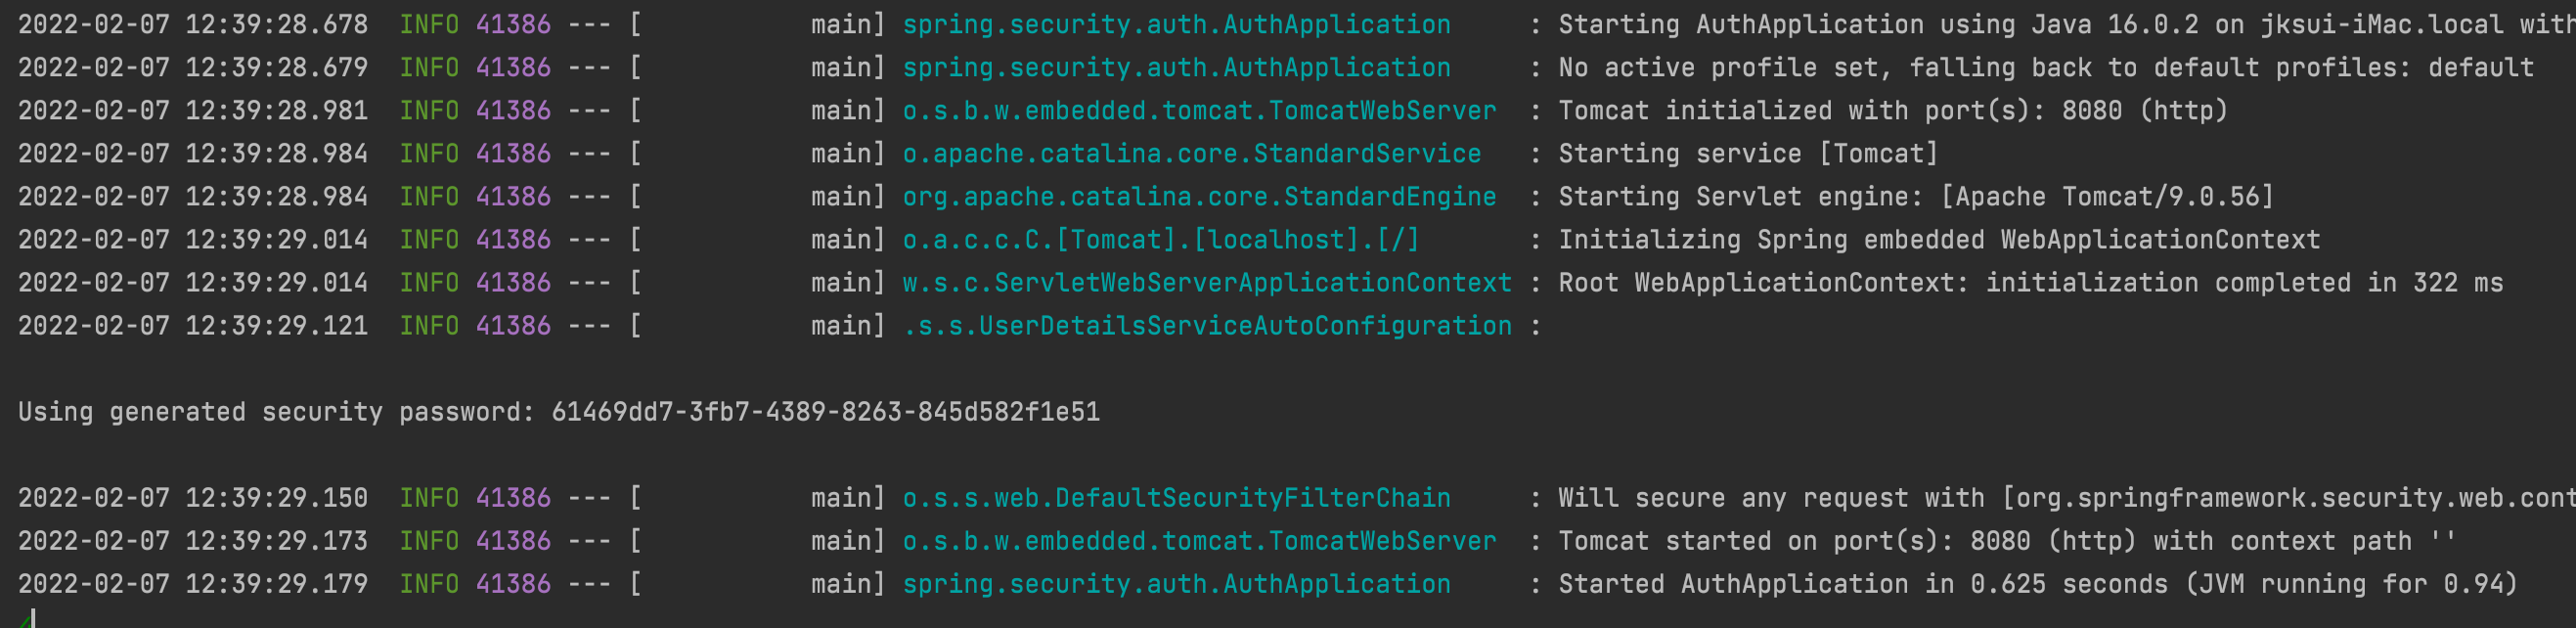 2022-02-07 12:39:28.678  INFO 41386 --- [           main] spring.security.auth.AuthApplication     : Starting AuthApplication using Java 16.0.2 on jksui-iMac.local with
2022-02-07 12:39:28.679  INFO 41386 --- [           main] spring.security.auth.AuthApplication     : No active profile set, falling back to default profiles: default
2022-02-07 12:39:28.981  INFO 41386 --- [           main] o.s.b.w.embedded.tomcat.TomcatWebServer  : Tomcat initialized with port(s): 8080 (http)
2022-02-07 12:39:28.984  INFO 41386 --- [           main] o.apache.catalina.core.StandardService   : Starting service [Tomcat]
2022-02-07 12:39:28.984  INFO 41386 --- [           main] org.apache.catalina.core.StandardEngine  : Starting Servlet engine: [Apache Tomcat/9.0.56]
2022-02-07 12:39:29.014  INFO 41386 --- [           main] o.a.c.c.C.[Tomcat].[localhost].[/]       : Initializing Spring embedded WebApplicationContext
2022-02-07 12:39:29.014  INFO 41386 --- [           main] w.s.c.ServletWebServerApplicationContext : Root WebApplicationContext: initialization completed in 322 ms
2022-02-07 12:39:29.121  INFO 41386 --- [           main] .s.s.UserDetailsServiceAutoConfiguration :
Using generated security password: 61469dd7-3fb7-4389-8263-845d582f1e51
2022-02-07 12:39:29.150  INFO 41386 --- [           main] o.s.s.web.DefaultSecurityFilterChain     : Will secure any request with [org.springframework.security.web.cont
2022-02-07 12:39:29.173  INFO 41386 --- [           main] o.s.b.w.embedded.tomcat.TomcatWebServer  : Tomcat started on port(s): 8080 (http) with context path ''
2022-02-07 12:39:29.179  INFO 41386 --- [           main] spring.security.auth.AuthApplication     : Started AuthApplication in 0.625 seconds (JVM running for 0.94)